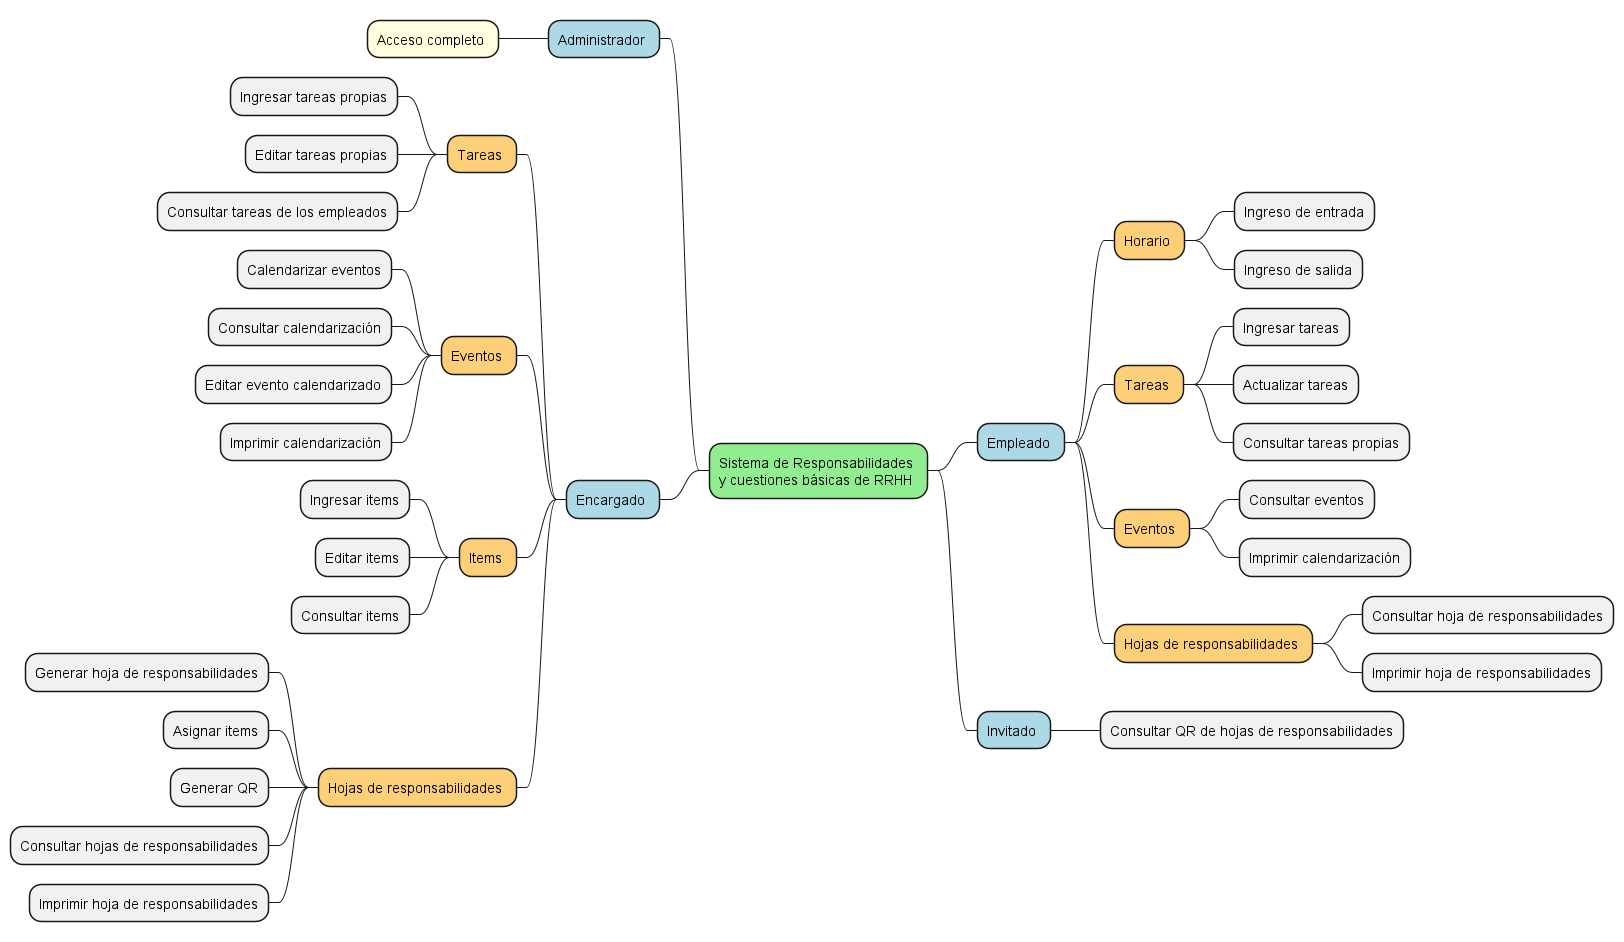 Acceso completo
Administrador
Ingresar tareas propias
Editar tareas propias
Tareas
Consultar tareas de los empleados
Calendarizar eventos
Consultar calendarización
Eventos
Editar evento calendarizado
Imprimir calendarización
Ingresar items
Encargado
Editar items
Items
Consultar items
Generar hoja de responsabilidades
Asignar items
Generar QR
Hojas de responsabilidades
Consultar hojas de responsabilidades
Imprimir hoja de responsabilidades
Sistema de Responsabilidades
y cuestiones básicas de RRHH
Empleado
Horario
Ingreso de entrada
Ingreso de salida
Tareas
Ingresar tareas
Actualizar tareas
Consultar tareas propias
Eventos
Consultar eventos
Imprimir calendarización
Hojas de responsabilidades
Consultar hoja de responsabilidades
Imprimir hoja de responsabilidades
Invitado
Consultar QR de hojas de responsabilidades